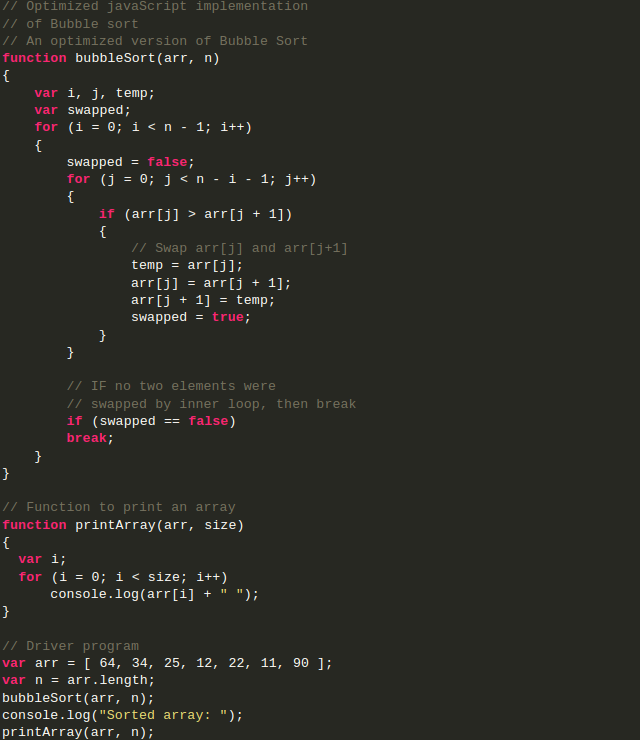 // Optimized javaScript implementation
// of Bubble sort
// An optimized version of Bubble Sort
function bubbleSort(arr, n)
{
    var i, j, temp;
    var swapped;
    for (i = 0; i < n - 1; i++)
    {
        swapped = false;
        for (j = 0; j < n - i - 1; j++)
        {
            if (arr[j] > arr[j + 1])
            {
                // Swap arr[j] and arr[j+1]
                temp = arr[j];
                arr[j] = arr[j + 1];
                arr[j + 1] = temp;
                swapped = true;
            }
        }

        // IF no two elements were
        // swapped by inner loop, then break
        if (swapped == false)
        break;
    }
}

// Function to print an array
function printArray(arr, size)
{
  var i;
  for (i = 0; i < size; i++)
      console.log(arr[i] + " ");
}

// Driver program
var arr = [ 64, 34, 25, 12, 22, 11, 90 ];
var n = arr.length;
bubbleSort(arr, n);
console.log("Sorted array: ");
printArray(arr, n);